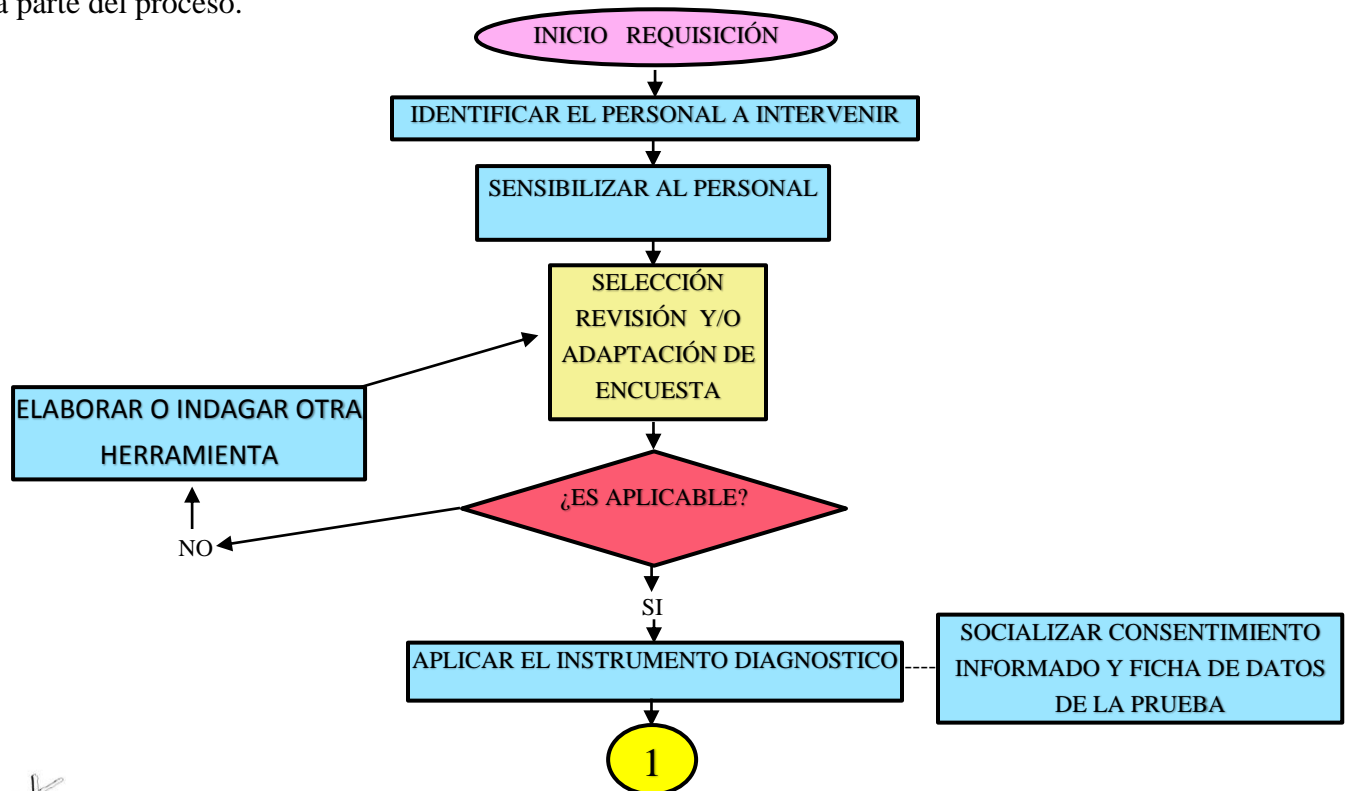 a parte del proceso.
INICIO REQUISICIÓN
IDENTIFICAR EL PERSONAL A INTERVENIR
SENSIBILIZAR AL PERSONAL
SELECCIÓN
REVISIÓN Y/O
ADAPTACIÓN DE
ENCUESTA
ELABORAR O INDAGAR OTRA
HERRAMIENTA
¿ES APLICABLE?
NO
SI
APLICAR EL INSTRUMENTO DIAGNOSTICO
SOCIALIZAR CONSENTIMIENTO
INFORMADO Y FICHA DE DATOS
DE LA PRUEBA
1